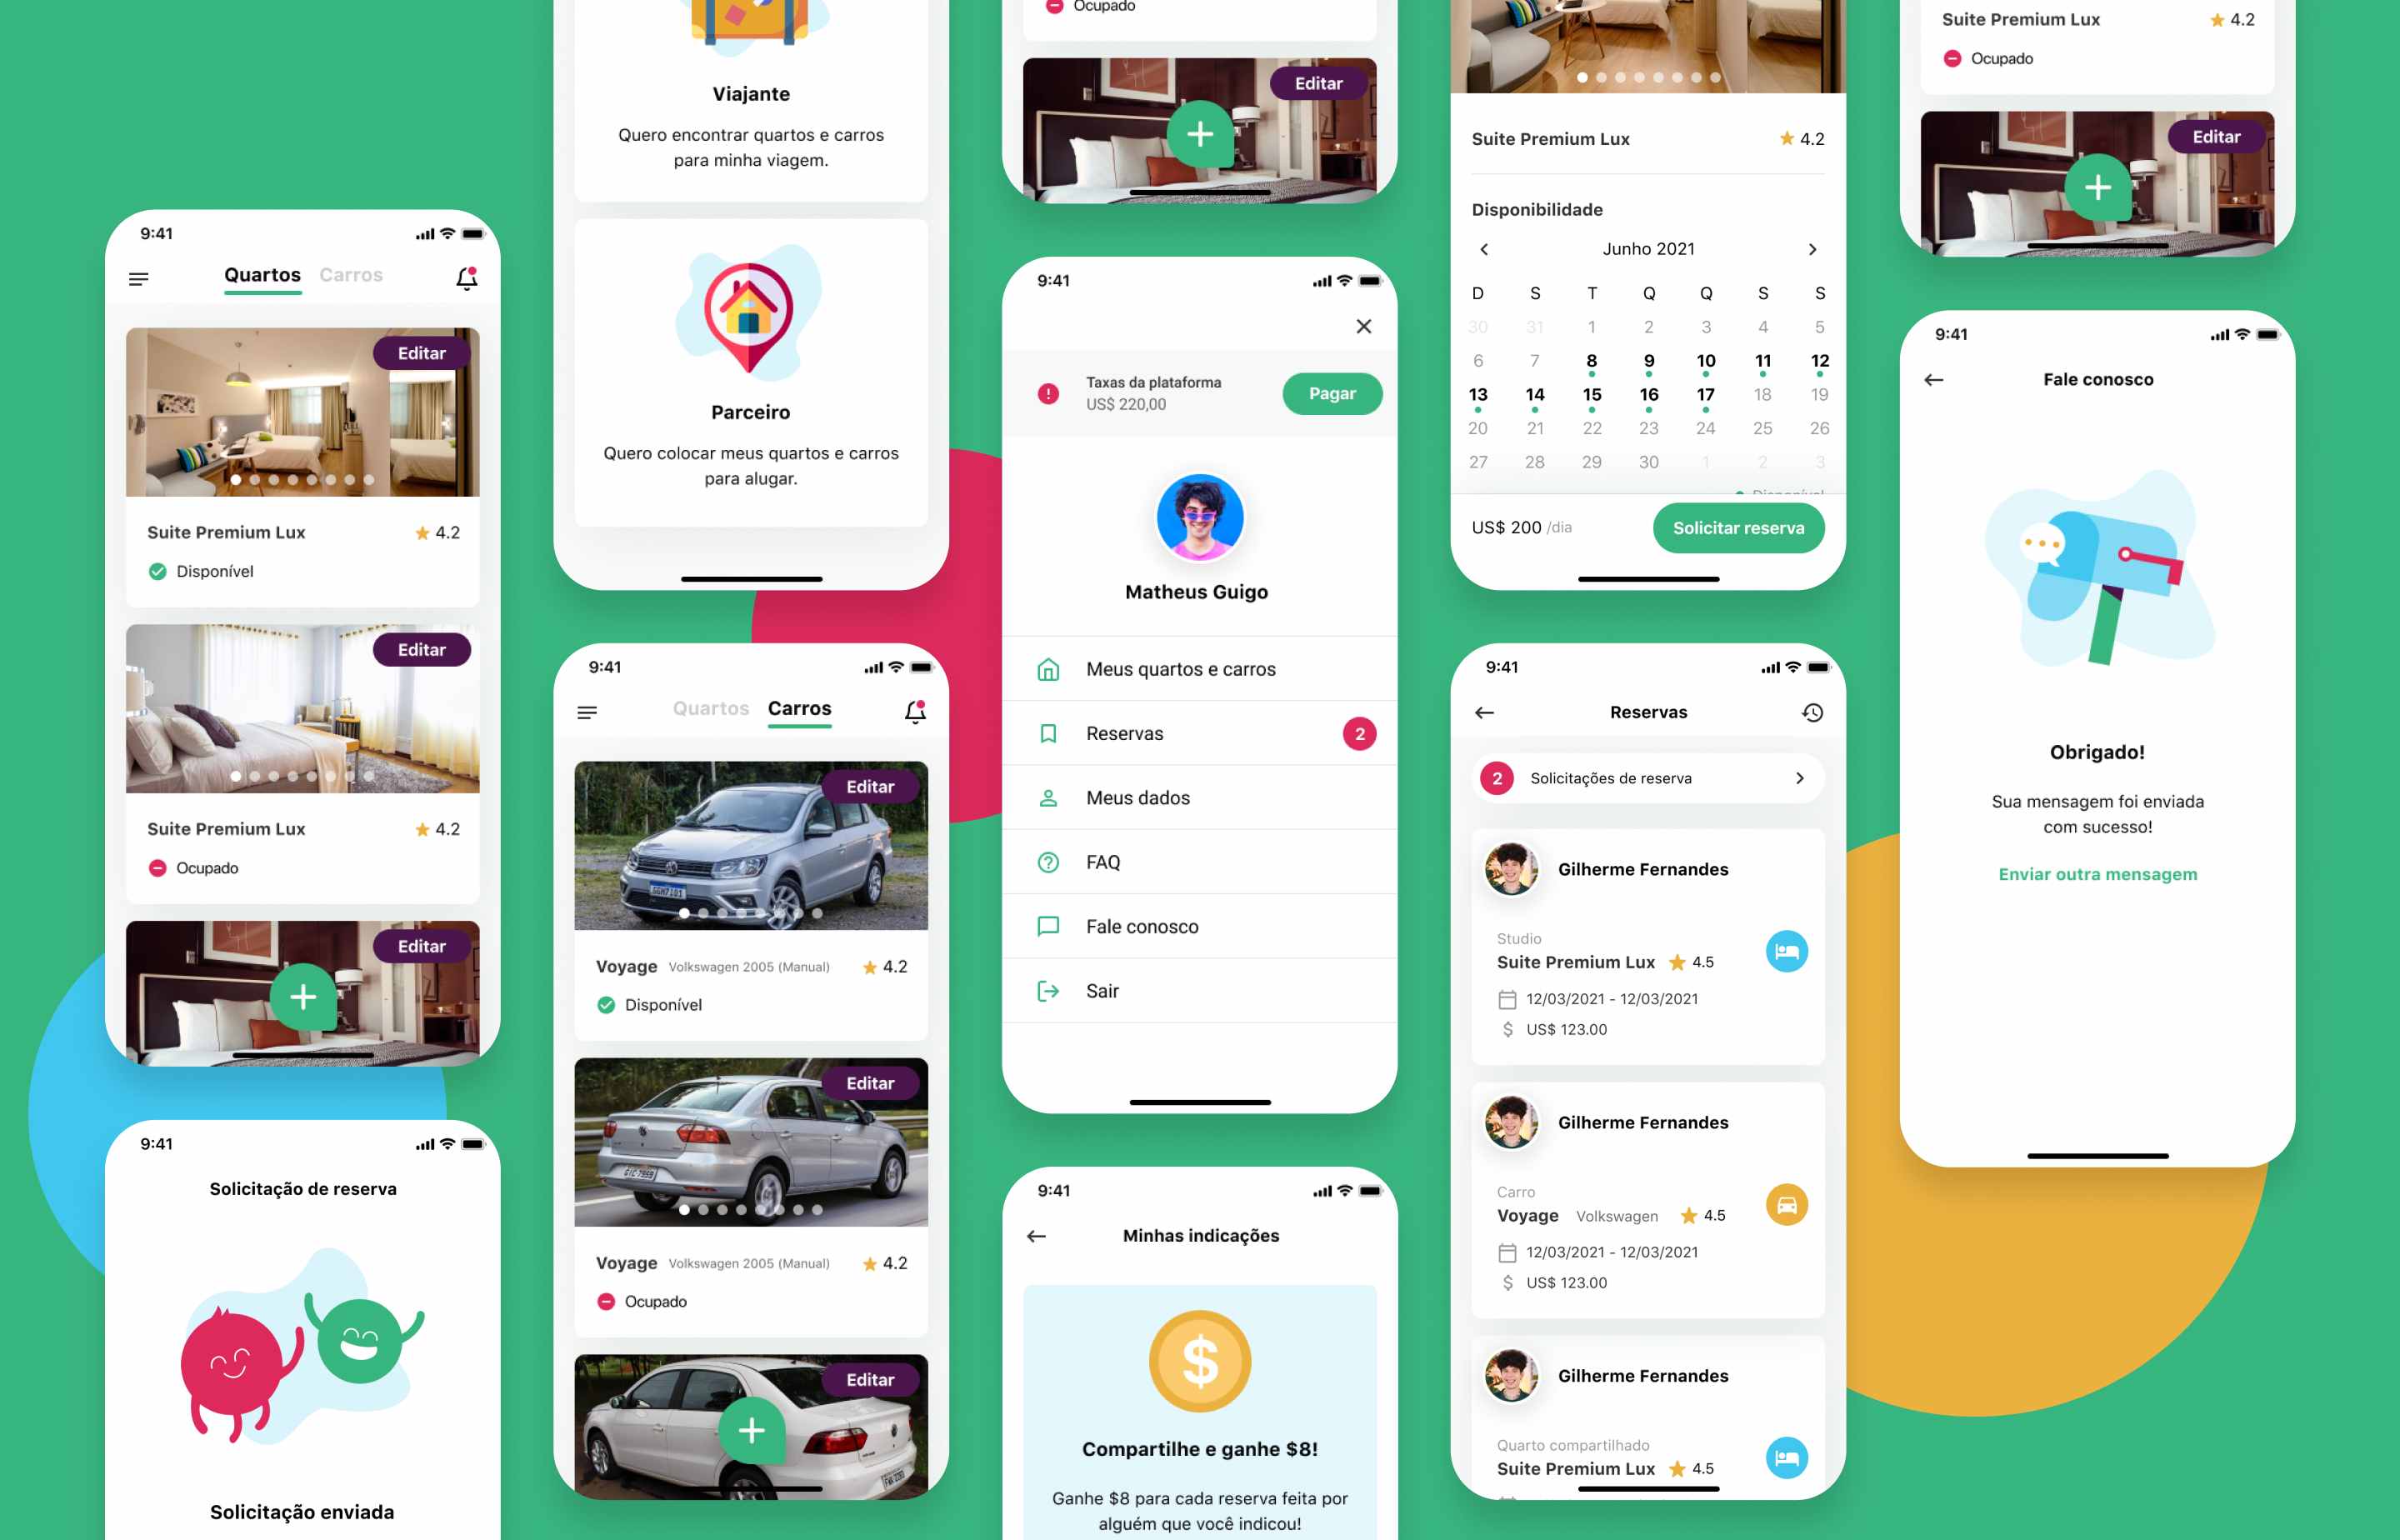 9:41
Quartos Carros
Editar
Suite Premium Lux 4.2
Disponível
Editar
Suite Premium Lux 4.2
Ocupado
Editar
9:41
Solicitação de reserva
Solicitação enviada
Viajante
Quero encontrar quartos e carros
para minha viagem.
Parceiro
Quero colocar meus quartos e carros
para alugar.
9:41
Quartos Carros
Editar
Voyage Volkswagen 2005 (Manual) 4.2
Disponível
Editar
Voyage Volkswagen 2005 (Manual) 4.2
Ocupado
Editar
Ocupado
Editar
9:41
Taxas da plataforma
US$ 220,00
Pagar
Matheus Guigo
Meus quartos e carros
Reservas 2
Meus dados
FAQ
Fale conosco
Sair
9:41
Minhas indicações
$
Compartilhe e ganhe $8!
Ganhe $8 para cada reserva feita por
alguém que você indicou!
Suite Premium Lux 4.2
Disponibilidade
Junho 2021
D S T Q Q S S
30 31 1 2 3 4 5
6 7 8 9 10 11 12
13 14 15 16 17 18 19
20 21 22 23 24 25 26
27 28 29 30 1 2 3
Disponível
US$ 200 /dia Solicitar reserva
9:41
Reservas
2 Solicitações de reserva
Gilherme Fernandes
Studio
Suite Premium Lux 4.5
12/03/2021 - 12/03/2021
$ US$ 123.00
Gilherme Fernandes
Carro
Voyage Volkswagen 4.5
12/03/2021 - 12/03/2021
$ US$ 123.00
Gilherme Fernandes
Quarto compartilhado
Suite Premium Lux 4.5
Suite Premium Lux 4.2
Ocupado
Editar
9:41
Fale conosco
Obrigado!
Sua mensagem foi enviada
com sucesso!
Enviar outra mensagem